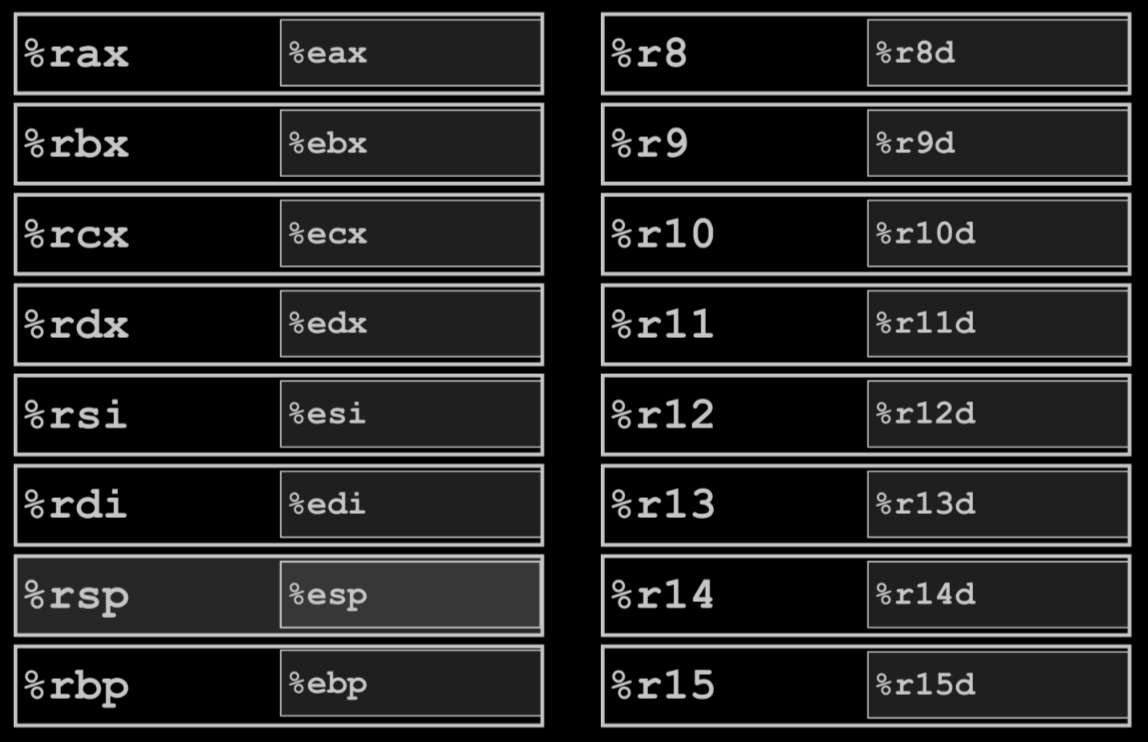 %rax %eax %r8 %r8d
%rbx %ebx %r9 %r9d
%rcx %ecx %r10 %r10d
%rdx %edx %r11 %r11d
%rsi %esi %r12 %r12d
%rdi %edi %r13 %r13d
%rsp %esp %r14 %r14d
%rbp %ebp %r15 %r15d